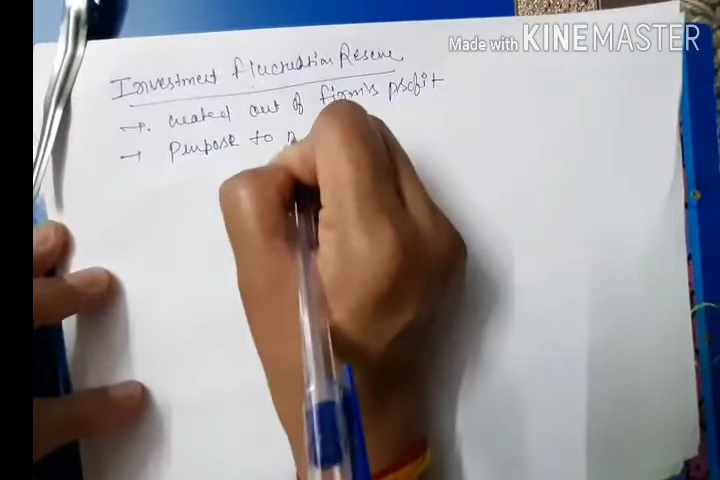 Made with KINEMASTER
Investment Fluctuation Reserve
→ created out of firm's profit
→ Purpose to